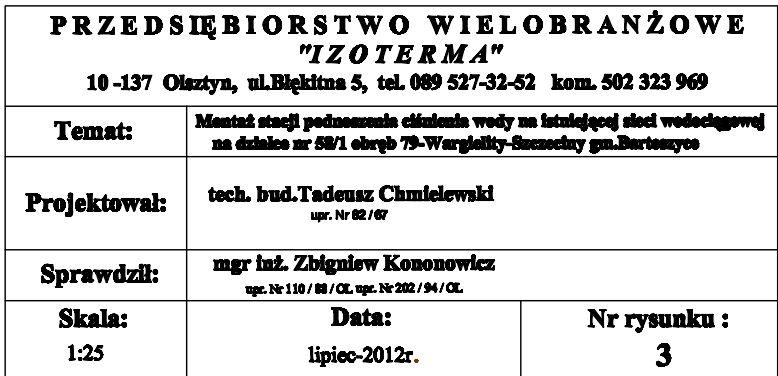 PRZEDSIĘBIORSTWO WIELOBRANŻOWE
"IZOTERMA"
10 -137 Olsztyn, ul.Błękitna 5, tel. 089 527-32-52 kom. 502 323 969
Temat:
Montaż stacji podnoszenia ciśnienia wody na istniejącej sieci wodociągowej
na działce nr 58/1 obręb 79-Wargielity-Szczeciny gm.Bartoszyce
Projektował:
tech. bud.Tadeusz Chmielewski
upr. Nr 82 / 67
Sprawdził:
mgr inż. Zbigniew Kononowicz
upr. Nr 110 / 88 / OL upr. Nr 202 / 94 / OL
Skala: Data: Nr rysunku :
1:25 lipiec-2012r. 3